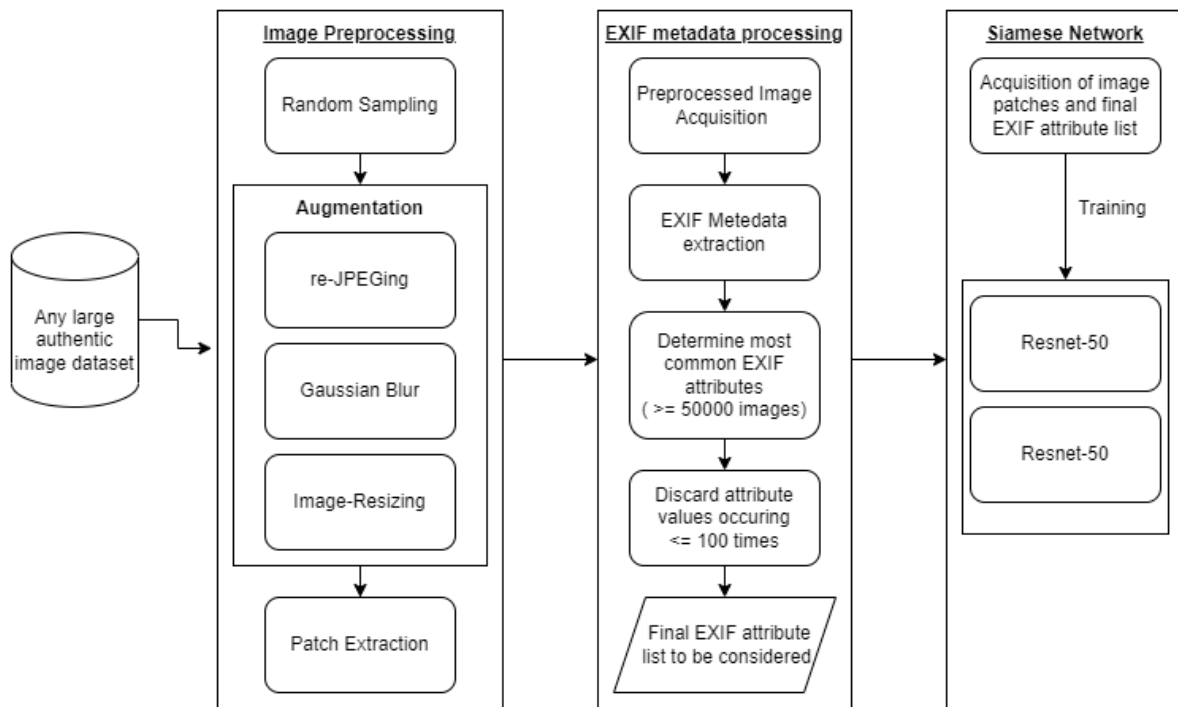 Any large
authentic
image dataset
Image Preprocessing
Random Sampling
Augmentation
re-JPEGing
Gaussian Blur
Image-Resizing
Patch Extraction
EXIF metadata processing
Preprocessed Image
Acquisition
EXIF Metedata
extraction
Determine most
common EXIF
attributes
( >= 50000 images)
Discard attribute
values occuring
<= 100 times
Final EXIF attribute
list to be considered
Siamese Network
Acquisition of image
patches and final
EXIF attribute list
Training
Resnet-50
Resnet-50